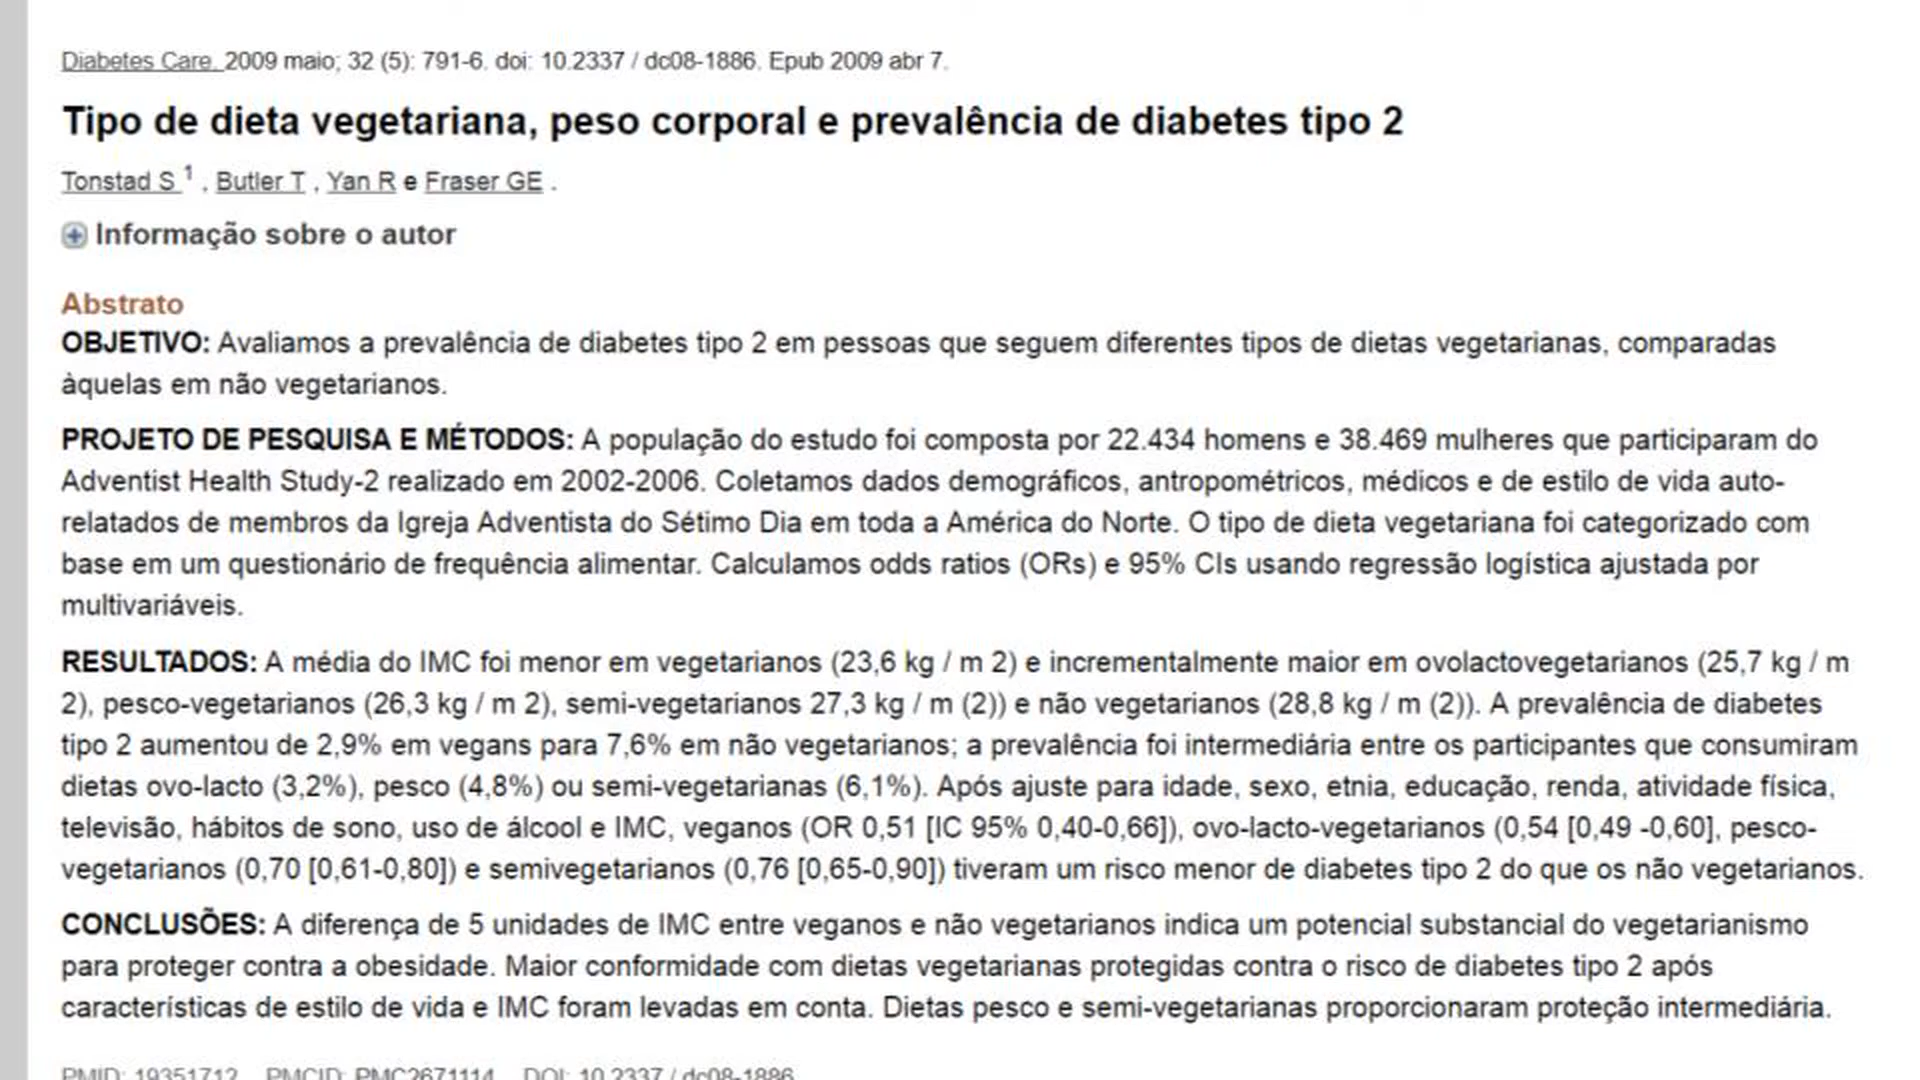 Diabetes Care. 2009 maio; 32 (5): 791-6. doi: 10.2337 / dc08-1886. Epub 2009 abr 7.
Tipo de dieta vegetariana, peso corporal e prevalência de diabetes tipo 2
Tonstad S 1 , Butler T , Yan R e Fraser GE .
Informação sobre o autor
Abstrato
OBJETIVO: Avaliamos a prevalência de diabetes tipo 2 em pessoas que seguem diferentes tipos de dietas vegetarianas, comparadas
àquelas em não vegetarianos.
PROJETO DE PESQUISA E MÉTODOS: A população do estudo foi composta por 22.434 homens e 38.469 mulheres que participaram do
Adventist Health Study-2 realizado em 2002-2006. Coletamos dados demográficos, antropométricos, médicos e de estilo de vida auto-
relatados de membros da Igreja Adventista do Sétimo Dia em toda a América do Norte. O tipo de dieta vegetariana foi categorizado com
base em um questionário de frequência alimentar. Calculamos odds ratios (ORs) e 95% CIs usando regressão logística ajustada por
multivariáveis.
RESULTADOS: A média do IMC foi menor em vegetarianos (23,6 kg / m 2) e incrementalmente maior em ovolactovegetarianos (25,7 kg / m
2), pesco-vegetarianos (26,3 kg / m 2), semi-vegetarianos 27,3 kg / m (2)) e não vegetarianos (28,8 kg / m (2)). A prevalência de diabetes
tipo 2 aumentou de 2,9% em vegans para 7,6% em não vegetarianos; a prevalência foi intermediária entre os participantes que consumiram
dietas ovo-lacto (3,2%), pesco (4,8%) ou semi-vegetarianas (6,1%). Após ajuste para idade, sexo, etnia, educação, renda, atividade física,
televisão, hábitos de sono, uso de álcool e IMC, veganos (OR 0,51 [IC 95% 0,40-0,66]), ovo-lacto-vegetarianos (0,54 [0,49 -0,60], pesco-
vegetarianos (0,70 [0,61-0,80]) e semivegetarianos (0,76 [0,65-0,90]) tiveram um risco menor de diabetes tipo 2 do que os não vegetarianos.
CONCLUSÕES: A diferença de 5 unidades de IMC entre veganos e não vegetarianos indica um potencial substancial do vegetarianismo
para proteger contra a obesidade. Maior conformidade com dietas vegetarianas protegidas contra o risco de diabetes tipo 2 após
características de estilo de vida e IMC foram levadas em conta. Dietas pesco e semi-vegetarianas proporcionaram proteção intermediária.
PMID: 19351712 PMCID: PMC2671114 DOI: 10.2337 / dc08-1886